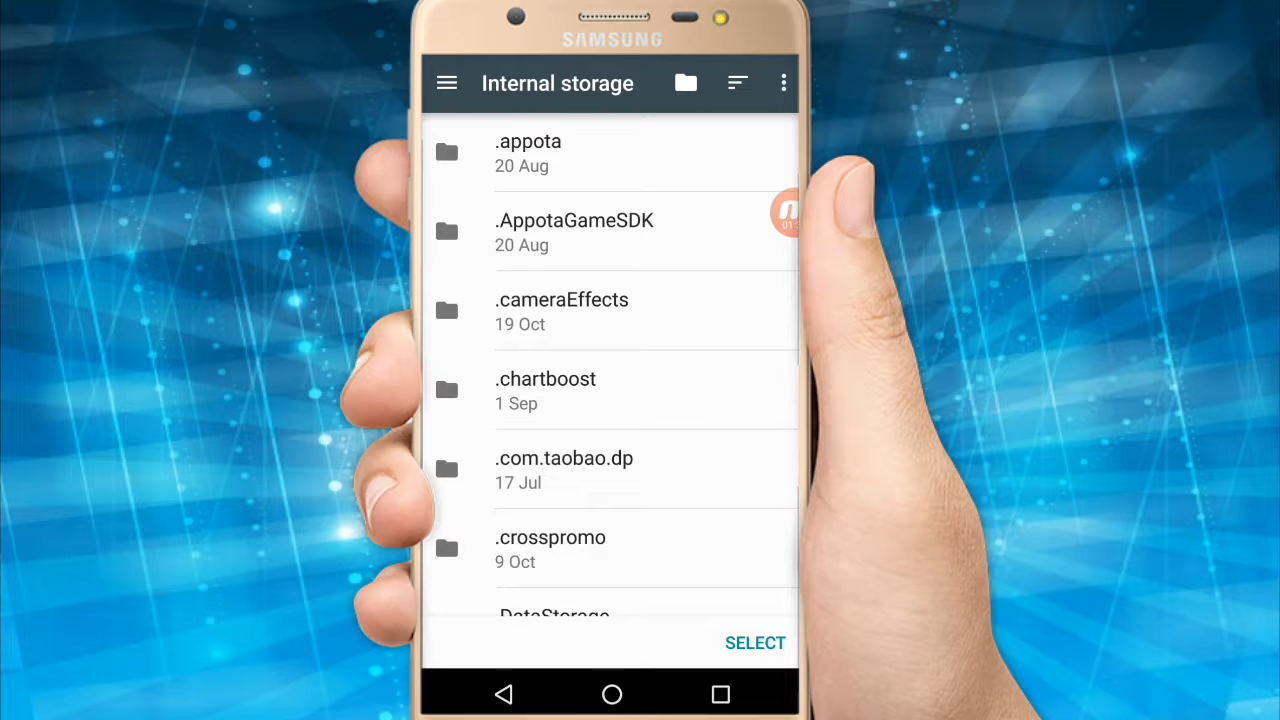 SAMSUNG
Internal storage
.appota
20 Aug
.AppotaGameSDK
20 Aug
.cameraEffects
19 Oct
.chartboost
1 Sep
.com.taobao.dp
17 Jul
.crosspromo
9 Oct
.DataStorage
SELECT